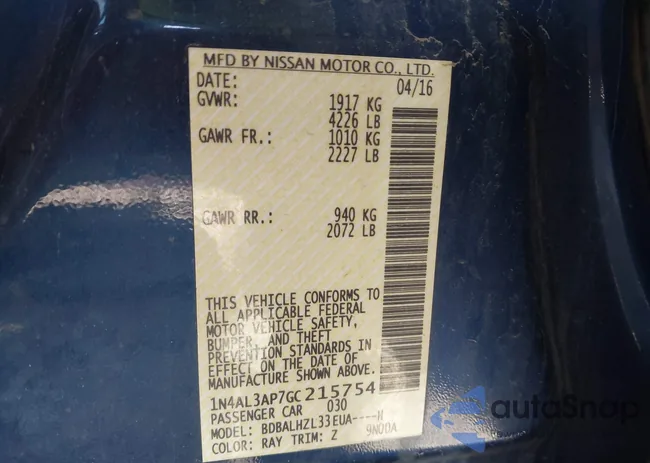 MFD BY NISSAN MOTOR CO., LTD.
DATE: 04/16
GVWR: 1917 KG
4226 LB
GAWR FR.: 1010 KG
2227 LB
GAWR RR.: 940 KG
2072 LB
THIS VEHICLE CONFORMS TO
ALL APPLICABLE FEDERAL
MOTOR VEHICLE SAFETY,
BUMPER, AND THEFT
PREVENTION STANDARDS IN
EFFECT ON THE DATE OF
MANUFACTURE SHOWN ABOVE.
1N4AL3AP7GC215754
PASSENGER CAR 030
MODEL: BDBALHZL33EUA----N
COLOR: RAY TRIM: Z 9N00A
autoSnap